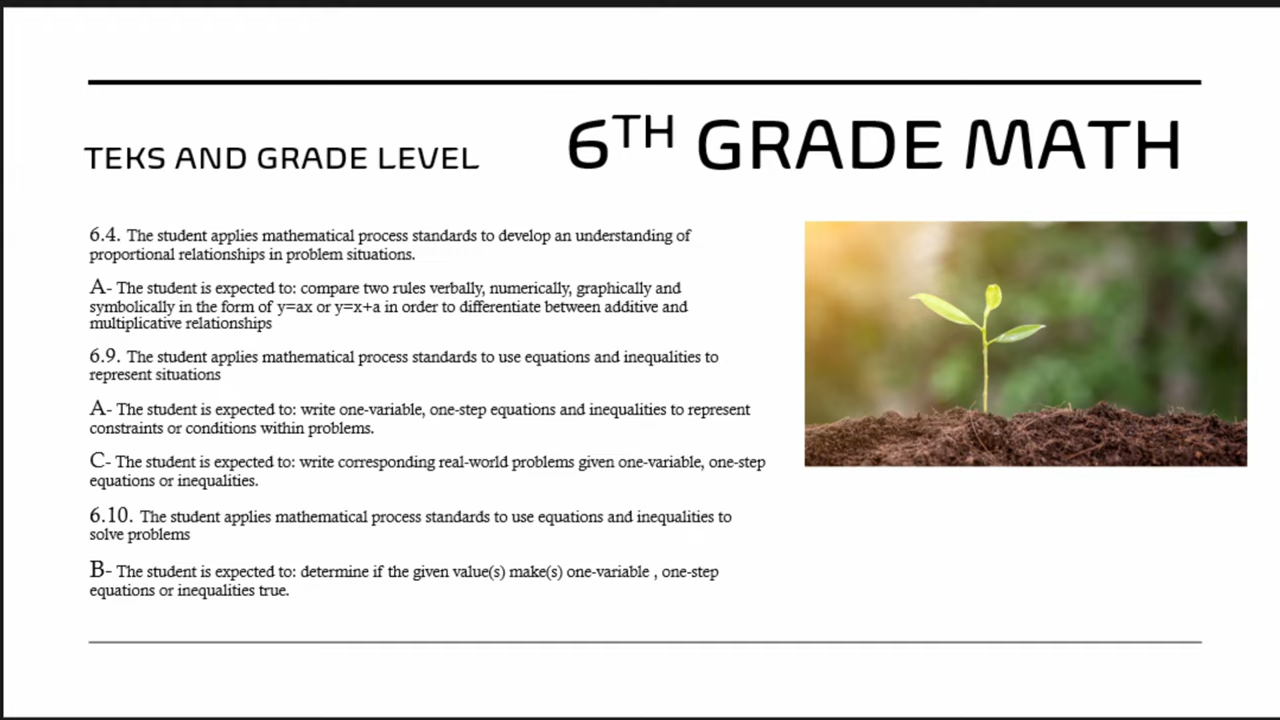 TEKS AND GRADE LEVEL
6TH GRADE MATH
6.4. The student applies mathematical process standards to develop an understanding of
proportional relationships in problem situations.
A- The student is expected to: compare two rules verbally, numerically, graphically and
symbolically in the form of y=ax or y=x+a in order to differentiate between additive and
multiplicative relationships
6.9. The student applies mathematical process standards to use equations and inequalities to
represent situations
A- The student is expected to: write one-variable, one-step equations and inequalities to represent
constraints or conditions within problems.
C- The student is expected to: write corresponding real-world problems given one-variable, one-step
equations or inequalities.
6.10. The student applies mathematical process standards to use equations and inequalities to
solve problems
B- The student is expected to: determine if the given value(s) make(s) one-variable , one-step
equations or inequalities true.